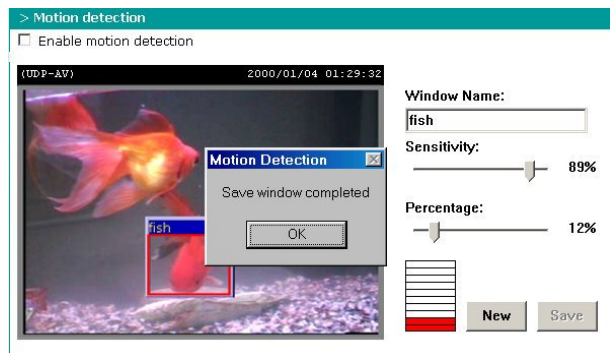 > Motion detection
Enable motion detection
(UDP-AV) 2000/01/04 01:29:32
Window Name:
fish
Sensitivity:
89%
Motion Detection
Save window completed
OK
Percentage:
12%
fish
New Save